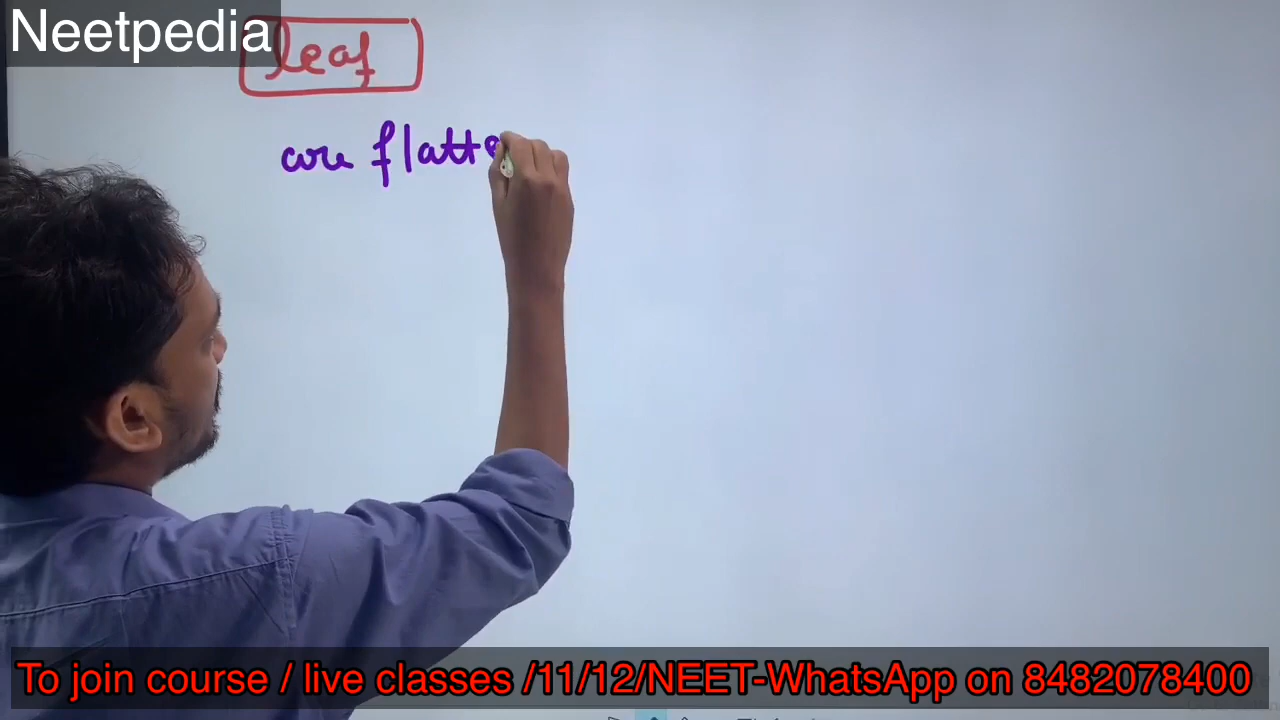 Neetpedia
leaf
are flatte
To join course / live classes /11/12/NEET-WhatsApp on 8482078400